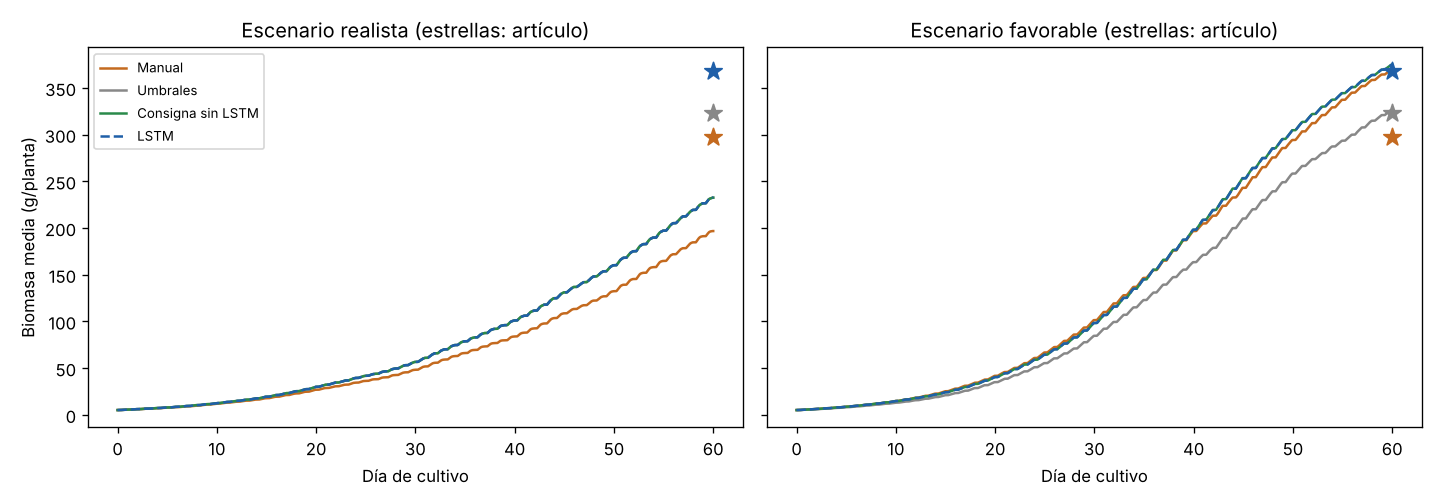 Escenario realista (estrellas: artículo)
Escenario favorable (estrellas: artículo)
Manual
Umbrales
Consigna sin LSTM
LSTM
Biomasa media (g/planta)
350
300
250
200
150
100
50
0
0 10 20 30 40 50 60
0 10 20 30 40 50 60
Día de cultivo
Día de cultivo